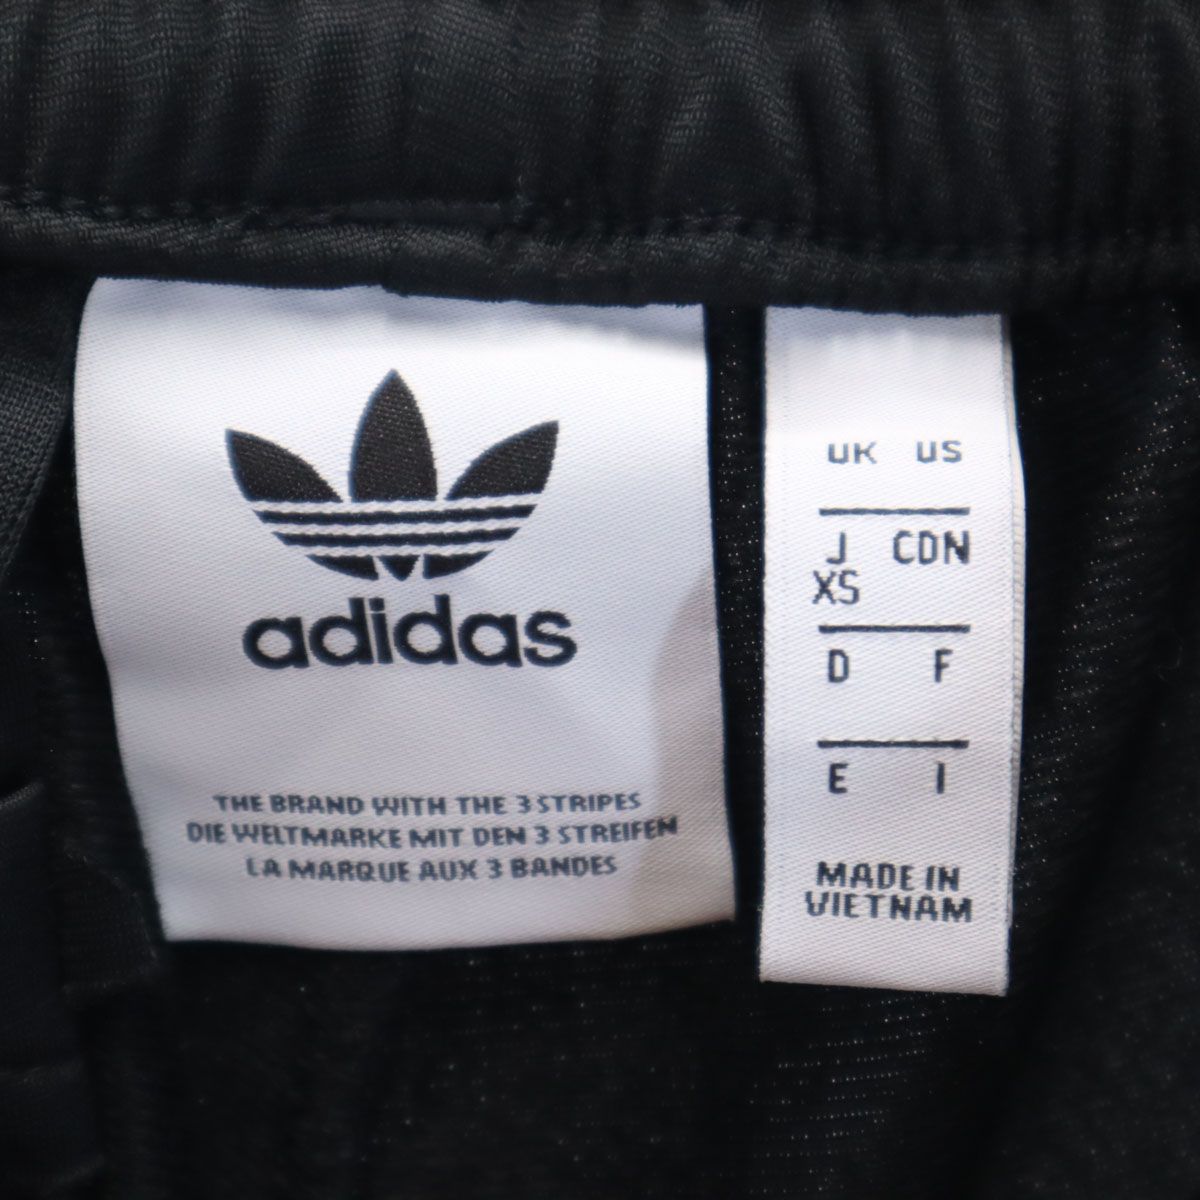 adidas
THE BRAND WITH THE 3 STRIPES
DIE WELTMARKE MIT DEN 3 STREIFEN
LA MARQUE AUX 3 BANDES
UK US
J CDN
XS
D F
E I
MADE IN
VIETNAM